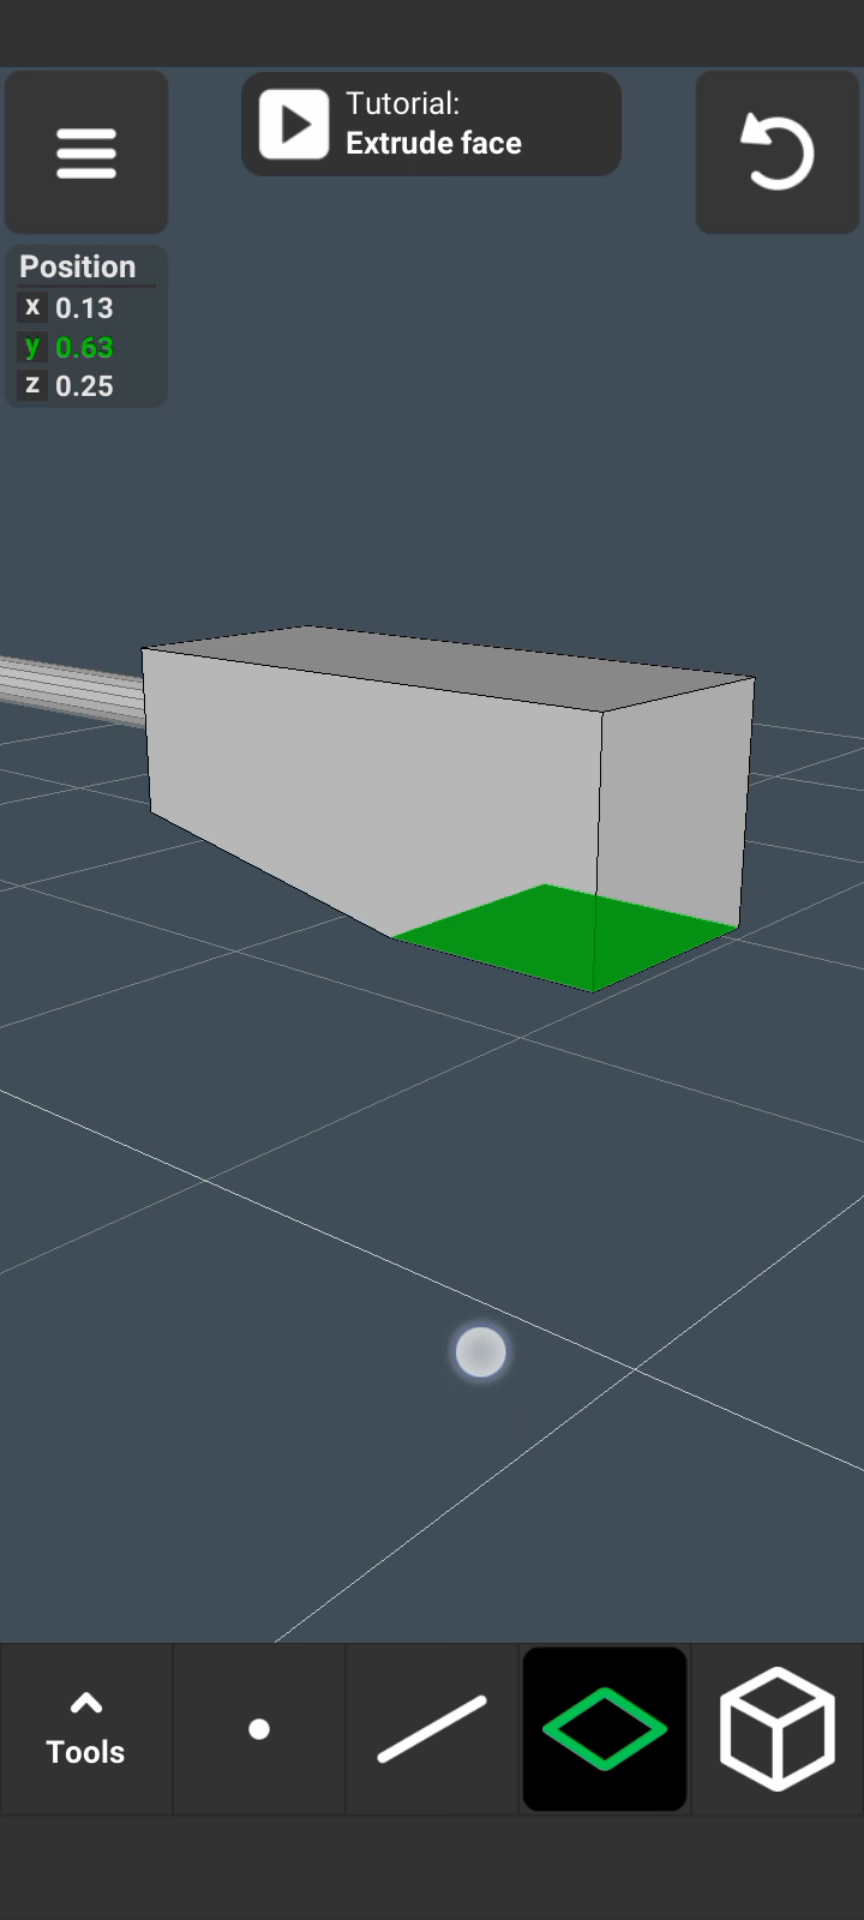 Tutorial:
Extrude face
Position
x 0.13
y 0.63
z 0.25
Tools